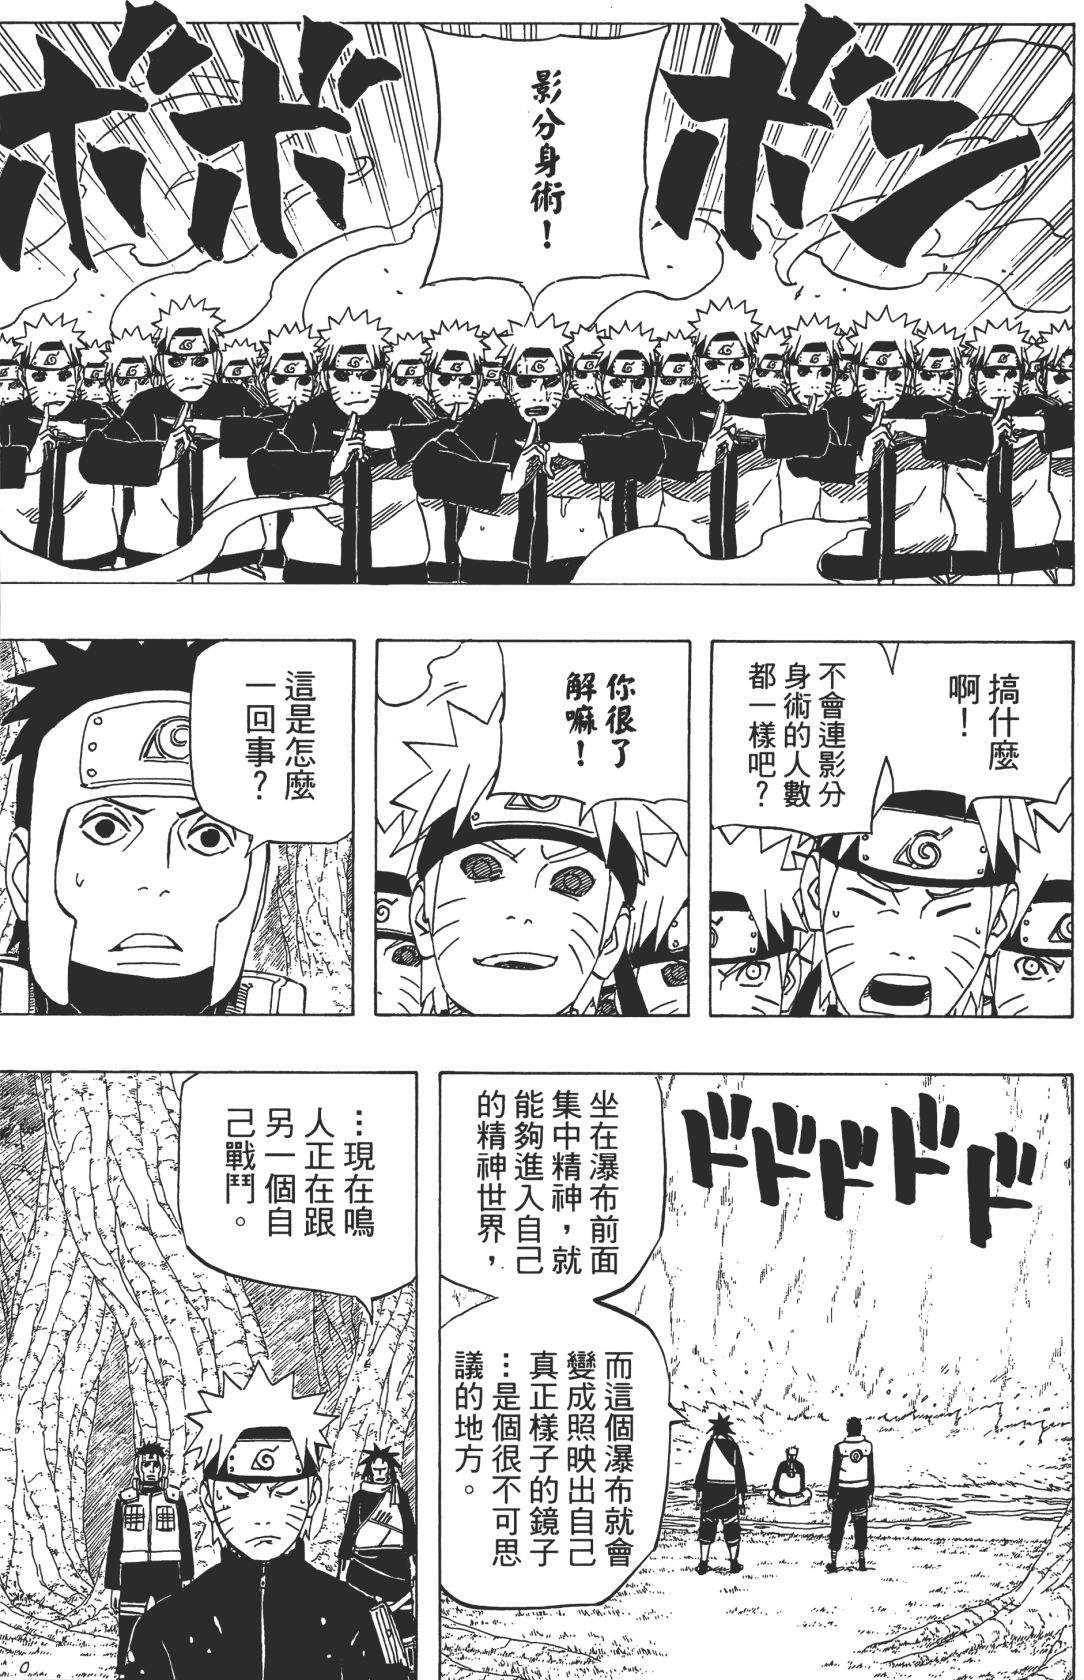 ボン
影分身術！
ボボ
搞什麼
啊！
不會連影分
身術的人數
都一樣吧？
你很了
解嘛！
這是怎麼
一回事？
ドドドドド
坐在瀑布前面
集中精神，就
能夠進入自己
的精神世界，
而這個瀑布就會
變成照映出自己
真正樣子的鏡子
…是個很不可思
議的地方。
…現在鳴
人正在跟
另一個自
己戰鬥。